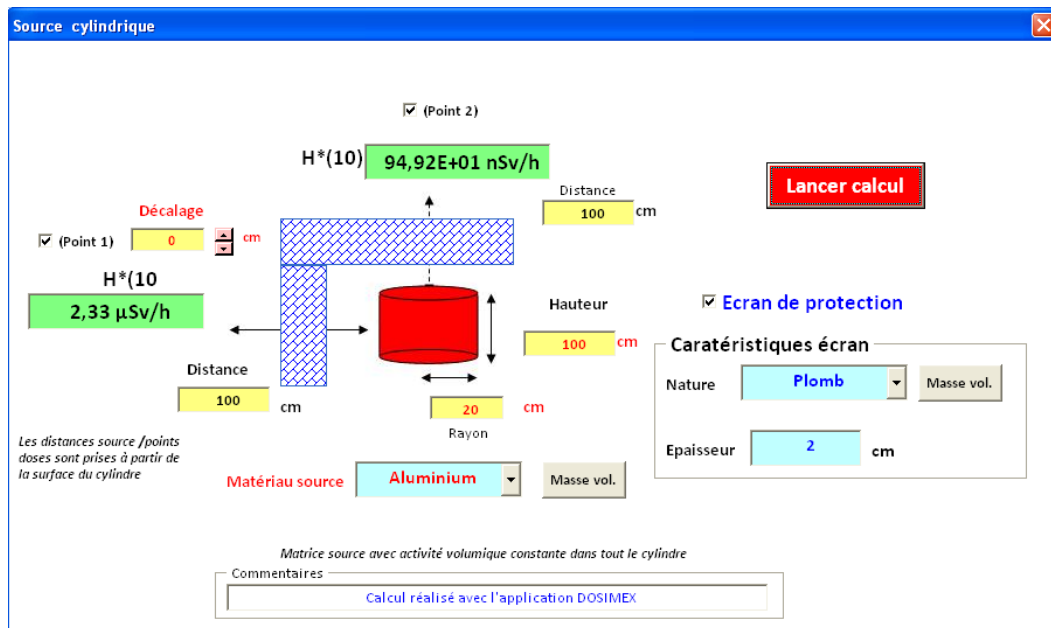 Source cylindrique
(Point 2)
H*(10)
94,92E+01 nSv/h
Lancer calcul
Distance
100 cm
Décalage
(Point 1) 0 cm
H*(10
2,33 µSv/h
Hauteur
100 cm
Ecran de protection
Caratéristiques écran
Nature Plomb Masse vol.
Epaisseur 2 cm
Distance
100 cm
20 cm
Rayon
Les distances source /points
doses sont prises à partir de
la surface du cylindre
Matériau source Aluminium Masse vol.
Matrice source avec activité volumique constante dans tout le cylindre
Commentaires
Calcul réalisé avec l'application DOSIMEX